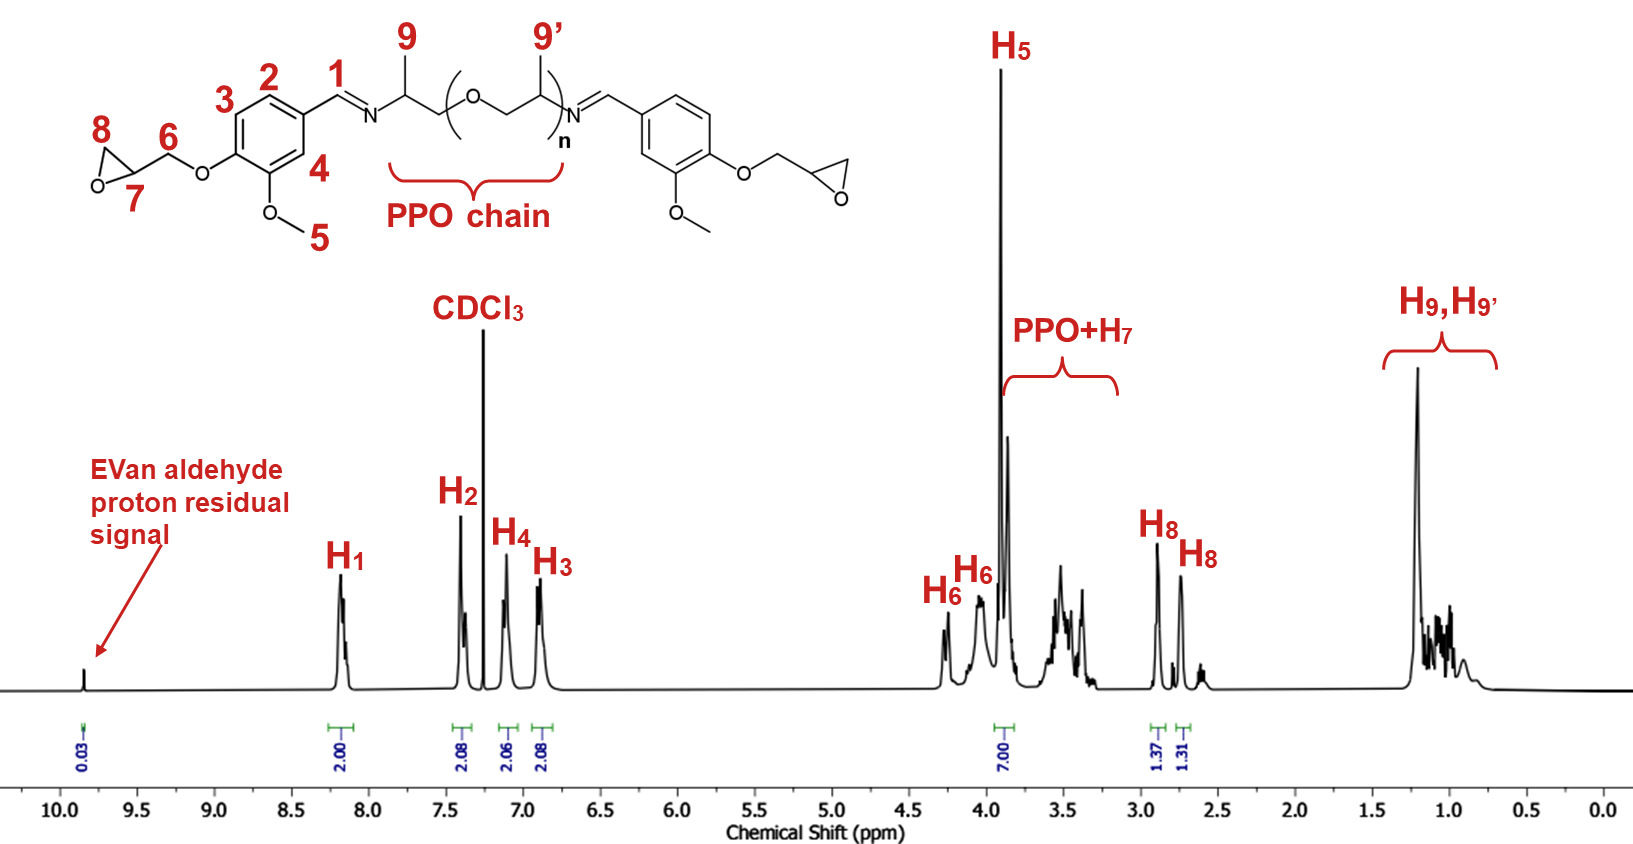 9
9’
1
2
3
8
6
O
N
N
n
7
O
O
4
O
5
PPO chain
O
O
O
H5
CDCl3
PPO+H7
H9,H9’
EVan aldehyde
proton residual
signal
H1
H2
H4
H3
H6
H6
H8
H8
0.03
2.00
2.08
2.06
2.08
7.00
1.37
1.31
10.0 9.5 9.0 8.5 8.0 7.5 7.0 6.5 6.0 5.5 5.0 4.5 4.0 3.5 3.0 2.5 2.0 1.5 1.0 0.5 0.0
Chemical Shift (ppm)